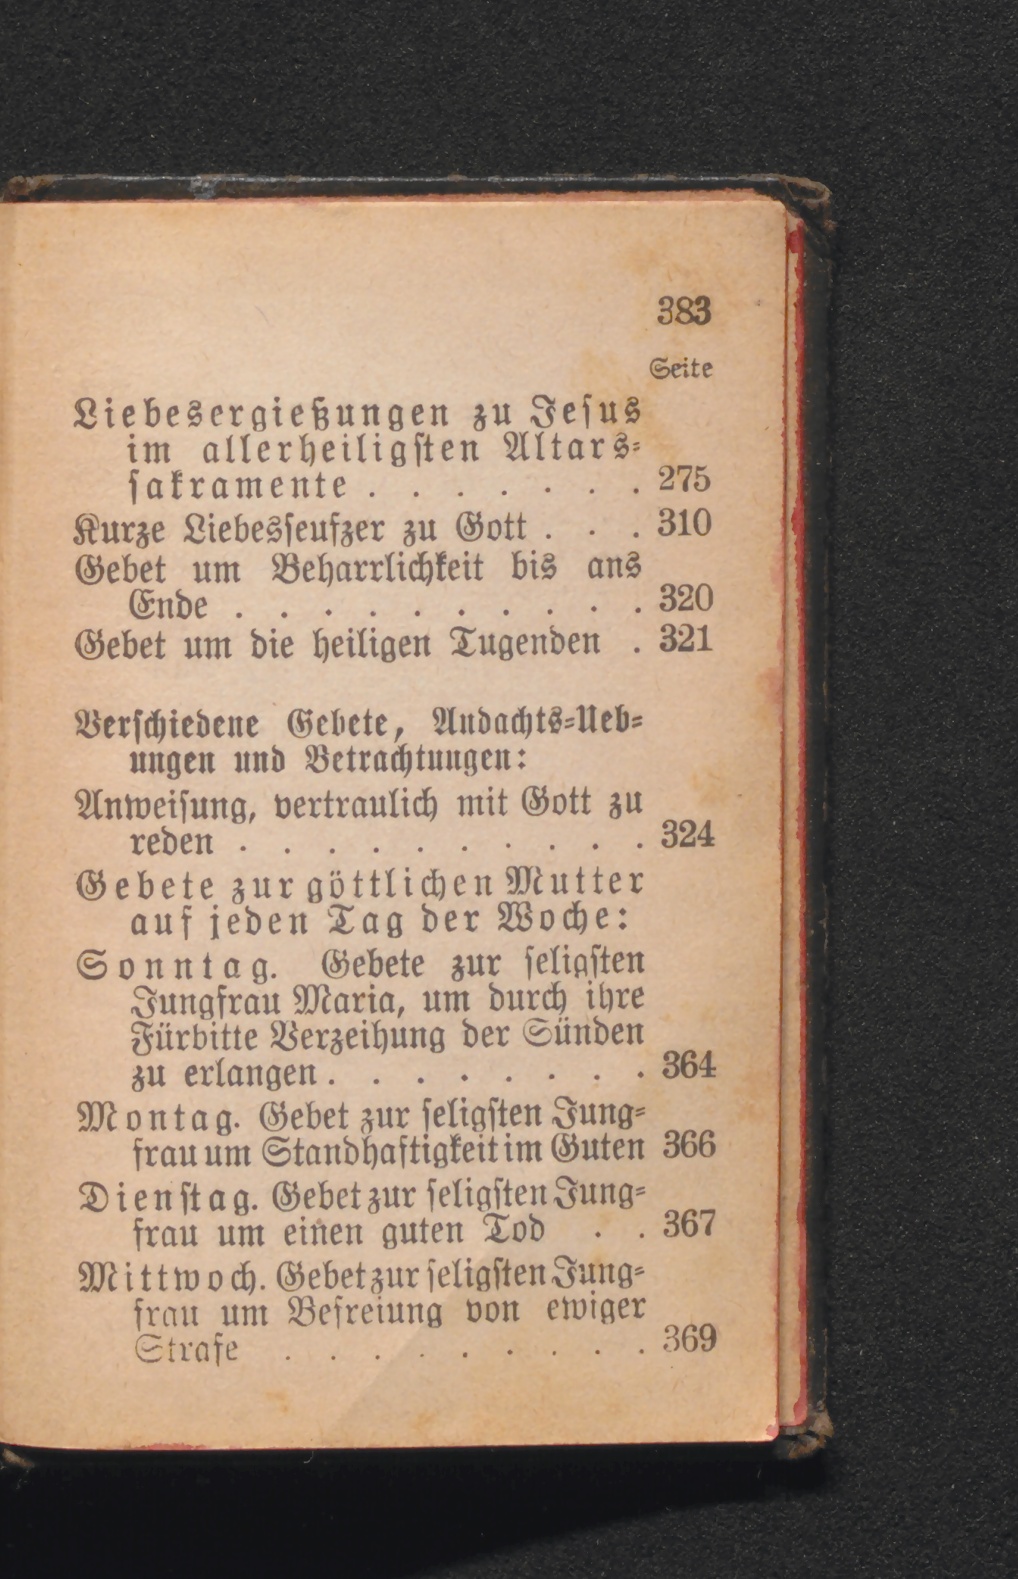 383
Seite
Liebesergießungen zu Jesus
im allerheiligsten Altars-
sakramente . . . . . . . 275
Kurze Liebesseufzer zu Gott . . . 310
Gebet um Beharrlichkeit bis ans
Ende . . . . . . . . . . 320
Gebet um die heiligen Tugenden . 321
Verschiedene Gebete, Andachts-Ueb-
ungen und Betrachtungen:
Anweisung, vertraulich mit Gott zu
reden . . . . . . . . . . 324
Gebete zur göttlichen Mutter
auf jeden Tag der Woche:
Sonntag. Gebete zur seligsten
Jungfrau Maria, um durch ihre
Fürbitte Verzeihung der Sünden
zu erlangen . . . . . . . . 364
Montag. Gebet zur seligsten Jung-
frau um Standhaftigkeit im Guten 366
Dienstag. Gebet zur seligsten Jung-
frau um einen guten Tod . . 367
Mittwoch. Gebet zur seligsten Jung-
frau um Befreiung von ewiger
Strafe . . . . . . . . . 369